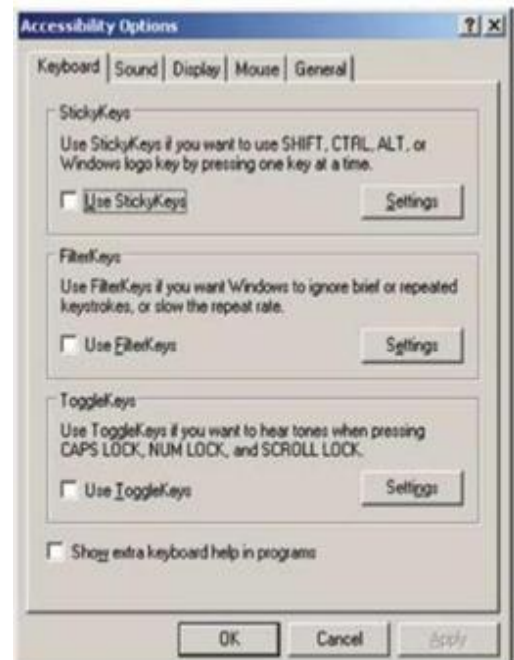 Accessibility Options
Keyboard Sound Display Mouse General
StickyKeys
Use StickyKeys if you want to use SHIFT, CTRL, ALT, or
Windows logo key by pressing one key at a time.
Use StickyKeys Settings
FilterKeys
Use FilterKeys if you want Windows to ignore brief or repeated
keystrokes, or slow the repeat rate.
Use FilterKeys Settings
ToggleKeys
Use ToggleKeys if you want to hear tones when pressing
CAPS LOCK, NUM LOCK, and SCROLL LOCK.
Use ToggleKeys Settings
Show extra keyboard help in programs
OK Cancel Apply